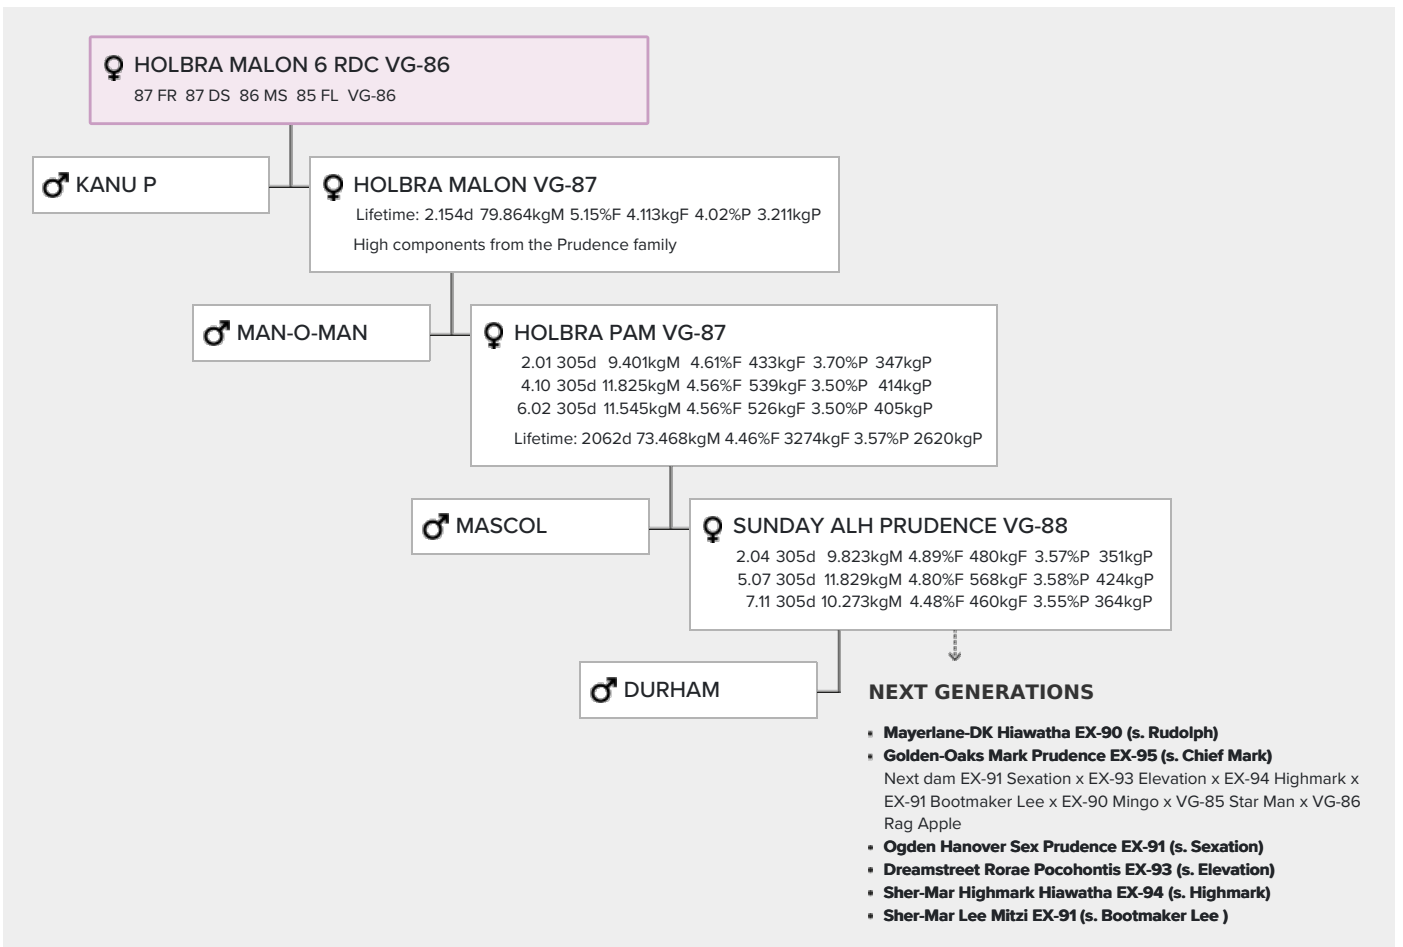 HOLBRA MALON 6 RDC VG-86
87 FR 87 DS 86 MS 85 FL VG-86
KANU P
HOLBRA MALON VG-87
Lifetime: 2.154d 79.864kgM 5.15%F 4.113kgF 4.02%P 3.211kgP
High components from the Prudence family
MAN-O-MAN
HOLBRA PAM VG-87
2.01 305d 9.401kgM 4.61%F 433kgF 3.70%P 347kgP
4.10 305d 11.825kgM 4.56%F 539kgF 3.50%P 414kgP
6.02 305d 11.545kgM 4.56%F 526kgF 3.50%P 405kgP
Lifetime: 2062d 73.468kgM 4.46%F 3274kgF 3.57%P 2620kgP
MASCOL
SUNDAY ALH PRUDENCE VG-88
2.04 305d 9.823kgM 4.89%F 480kgF 3.57%P 351kgP
5.07 305d 11.829kgM 4.80%F 568kgF 3.58%P 424kgP
7.11 305d 10.273kgM 4.48%F 460kgF 3.55%P 364kgP
DURHAM
NEXT GENERATIONS
Mayerlane-DK Hiawatha EX-90 (s. Rudolph)
Golden-Oaks Mark Prudence EX-95 (s. Chief Mark)
Next dam EX-91 Sexation x EX-93 Elevation x EX-94 Highmark x
EX-91 Bootmaker Lee x EX-90 Mingo x VG-85 Star Man x VG-86
Rag Apple
Ogden Hanover Sex Prudence EX-91 (s. Sexation)
Dreamstreet Rorae Pocohontis EX-93 (s. Elevation)
Sher-Mar Highmark Hiawatha EX-94 (s. Highmark)
Sher-Mar Lee Mitzi EX-91 (s. Bootmaker Lee )